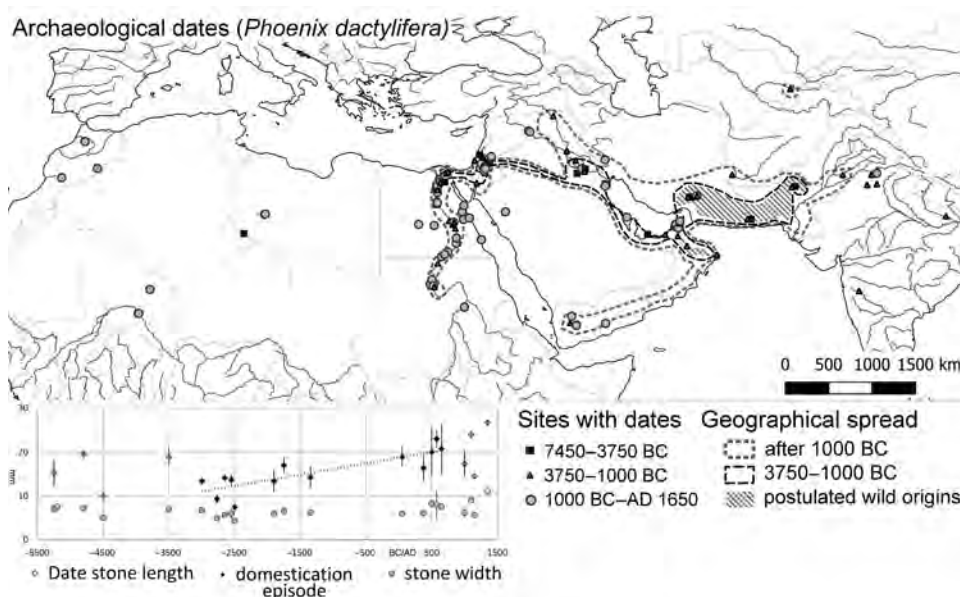 Archaeological dates (Phoenix dactylifera)
0 500 1000 1500 km
Sites with dates
7450–3750 BC
3750–1000 BC
1000 BC–AD 1650
Geographical spread
after 1000 BC
3750–1000 BC
postulated wild origins
20
10
0
-5500 -4500 -3500 -2500 -1500 -500 BC/AD 500 1500
Date stone length
domestication
episode
stone width